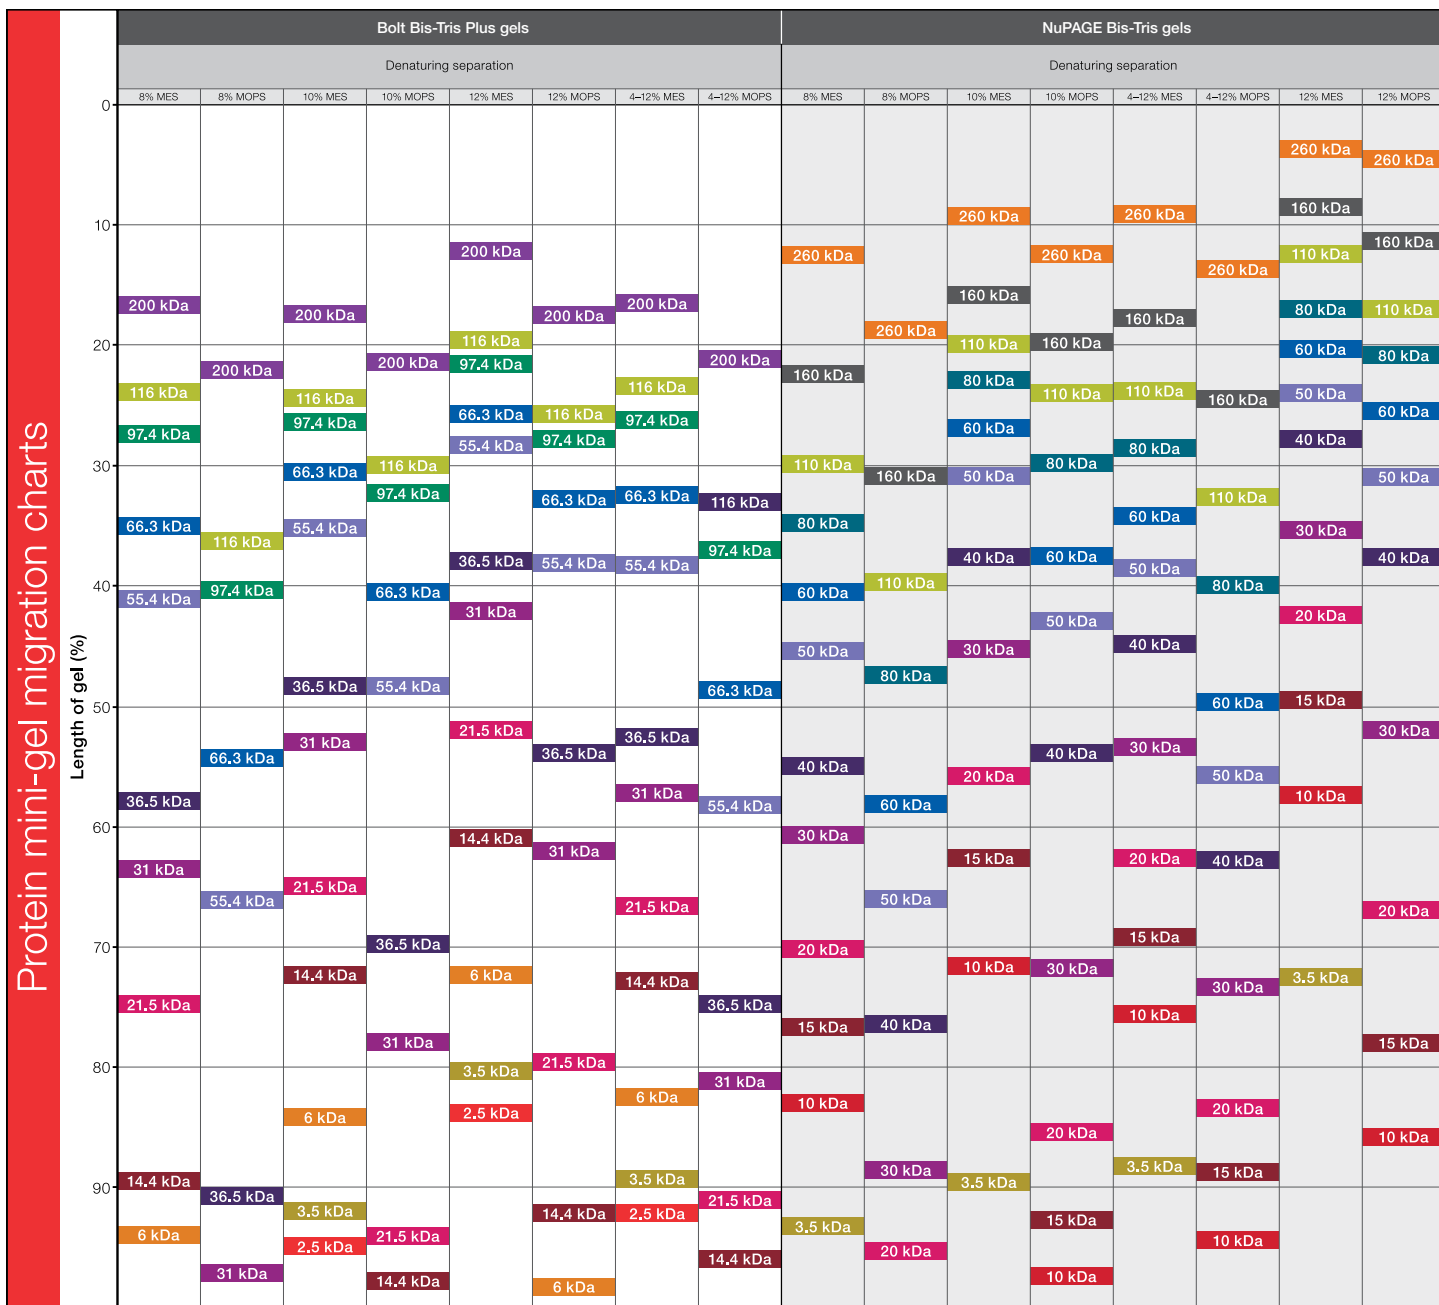 Protein mini-gel migration charts
Bolt Bis-Tris Plus gels
NuPAGE Bis-Tris gels
Denaturing separation
Denaturing separation
8% MES
8% MOPS
10% MES
10% MOPS
12% MES
12% MOPS
4–12% MES
4–12% MOPS
8% MES
8% MOPS
10% MES
10% MOPS
4–12% MES
4–12% MOPS
12% MES
12% MOPS
Length of gel (%)
0
10
20
30
40
50
60
70
80
90
200 kDa
116 kDa
97.4 kDa
66.3 kDa
55.4 kDa
36.5 kDa
31 kDa
21.5 kDa
14.4 kDa
6 kDa
200 kDa
116 kDa
97.4 kDa
66.3 kDa
55.4 kDa
36.5 kDa
31 kDa
200 kDa
116 kDa
97.4 kDa
66.3 kDa
55.4 kDa
36.5 kDa
31 kDa
21.5 kDa
14.4 kDa
6 kDa
3.5 kDa
2.5 kDa
200 kDa
116 kDa
97.4 kDa
66.3 kDa
55.4 kDa
36.5 kDa
31 kDa
21.5 kDa
14.4 kDa
200 kDa
116 kDa
97.4 kDa
66.3 kDa
55.4 kDa
36.5 kDa
31 kDa
21.5 kDa
14.4 kDa
6 kDa
3.5 kDa
2.5 kDa
200 kDa
116 kDa
97.4 kDa
66.3 kDa
55.4 kDa
36.5 kDa
31 kDa
21.5 kDa
14.4 kDa
6 kDa
200 kDa
116 kDa
97.4 kDa
66.3 kDa
55.4 kDa
36.5 kDa
31 kDa
21.5 kDa
14.4 kDa
6 kDa
3.5 kDa
2.5 kDa
200 kDa
116 kDa
97.4 kDa
66.3 kDa
55.4 kDa
36.5 kDa
31 kDa
21.5 kDa
14.4 kDa
260 kDa
160 kDa
110 kDa
80 kDa
60 kDa
50 kDa
40 kDa
30 kDa
20 kDa
15 kDa
10 kDa
3.5 kDa
260 kDa
160 kDa
110 kDa
80 kDa
60 kDa
50 kDa
40 kDa
30 kDa
20 kDa
260 kDa
160 kDa
110 kDa
80 kDa
60 kDa
50 kDa
40 kDa
30 kDa
20 kDa
15 kDa
10 kDa
3.5 kDa
260 kDa
160 kDa
110 kDa
80 kDa
60 kDa
50 kDa
40 kDa
30 kDa
20 kDa
15 kDa
10 kDa
260 kDa
160 kDa
110 kDa
80 kDa
60 kDa
50 kDa
40 kDa
30 kDa
20 kDa
15 kDa
10 kDa
3.5 kDa
260 kDa
160 kDa
110 kDa
80 kDa
60 kDa
50 kDa
40 kDa
30 kDa
20 kDa
15 kDa
10 kDa
260 kDa
160 kDa
110 kDa
80 kDa
60 kDa
50 kDa
40 kDa
30 kDa
20 kDa
15 kDa
10 kDa
3.5 kDa
260 kDa
160 kDa
110 kDa
80 kDa
60 kDa
50 kDa
40 kDa
30 kDa
20 kDa
15 kDa
10 kDa